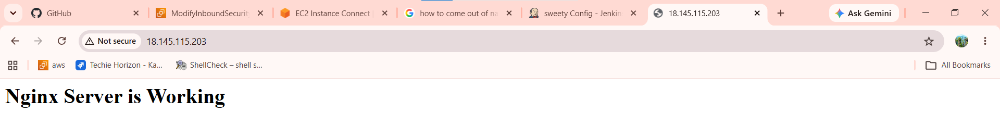 GitHub
ModifyInboundSecurit
EC2 Instance Connect
how to come out of na
sweety Config - Jenkin
18.145.115.203
Ask Gemini
Not secure
18.145.115.203
aws
Techie Horizon - Ka...
ShellCheck – shell s...
All Bookmarks
Nginx Server is Working